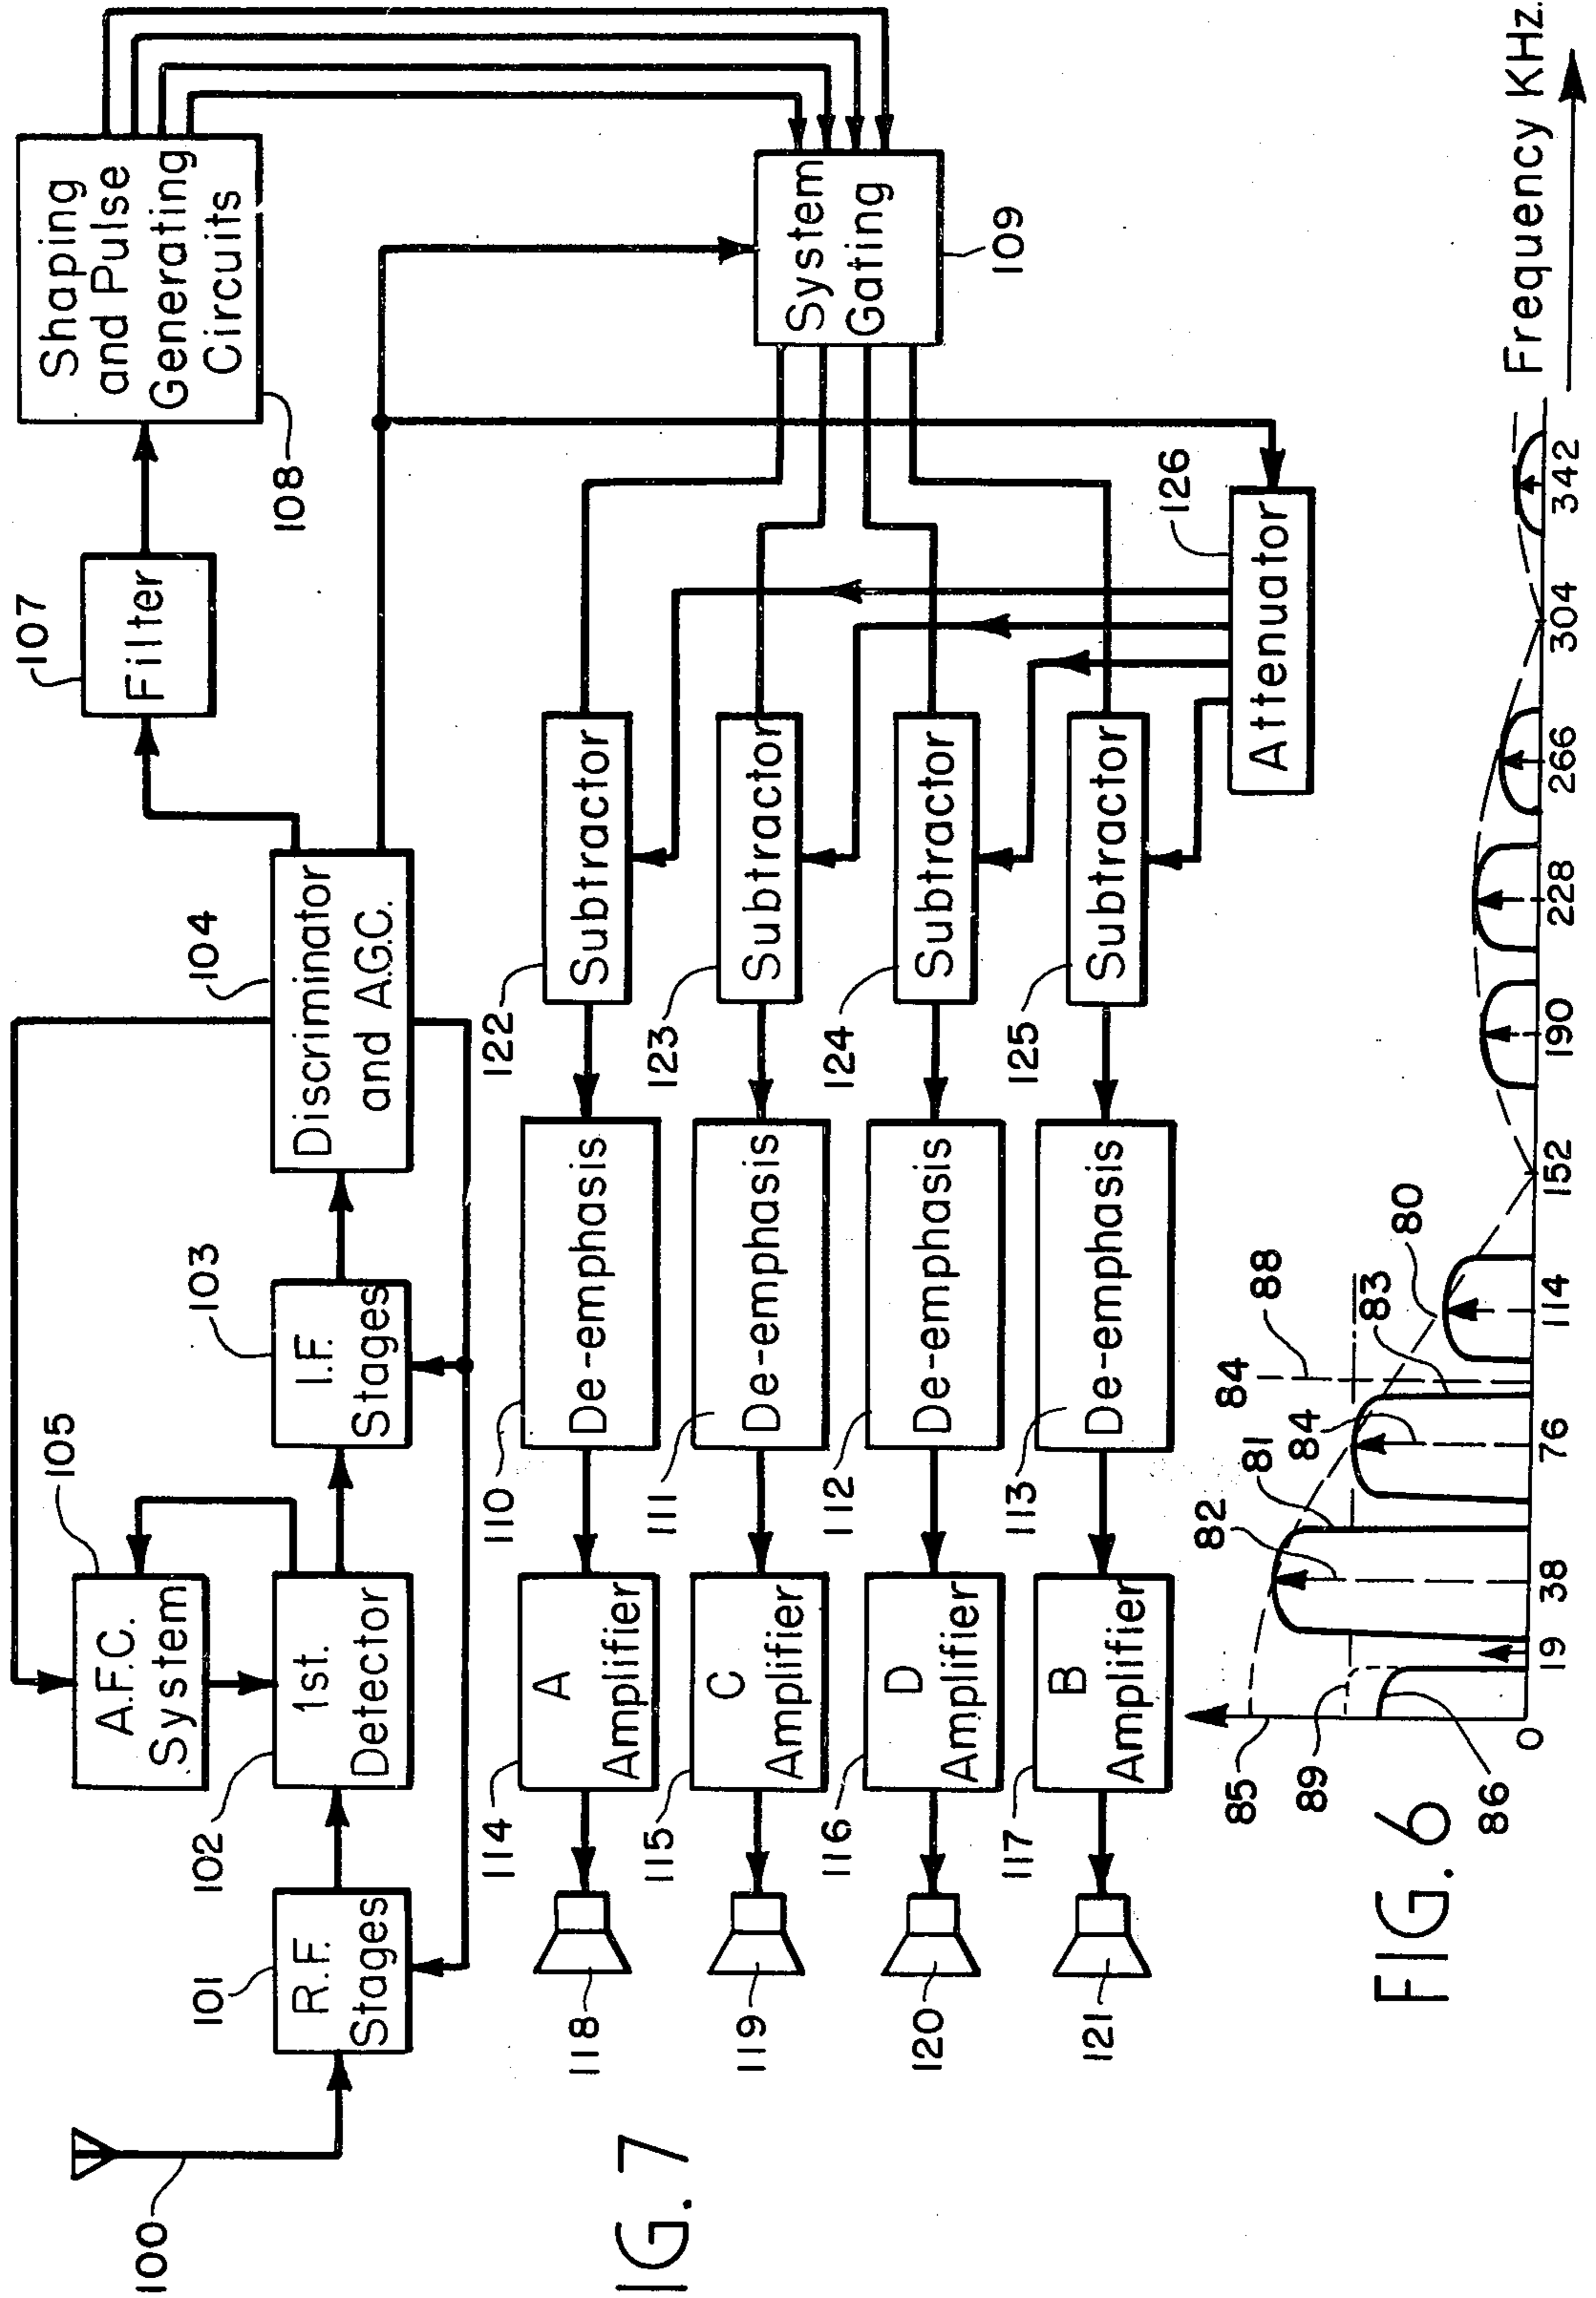 100
101
R.F.
Stages
102
1st.
Detector
105
A.F.C.
System
103
I.F.
Stages
104
Discriminator
and A.G.C.
107
Filter
108
Shaping
and Pulse
Generating
Circuits
109
System
Gating
118
114
A
Amplifier
110
De-emphasis
122
Subtractor
119
115
C
Amplifier
111
De-emphasis
123
Subtractor
120
116
D
Amplifier
112
De-emphasis
124
Subtractor
121
117
B
Amplifier
113
De-emphasis
125
Subtractor
126
Attenuator
IG. 7
85
89
86
82
81
84
84
88
83
80
0
19
38
76
114
152
190
228
266
304
342
Frequency KHz.
FIG. 6